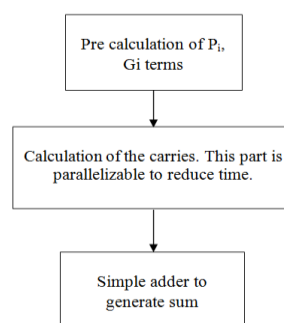 Pre calculation of Pᵢ,
Gi terms
Calculation of the carries. This part is
parallelizable to reduce time.
Simple adder to
generate sum